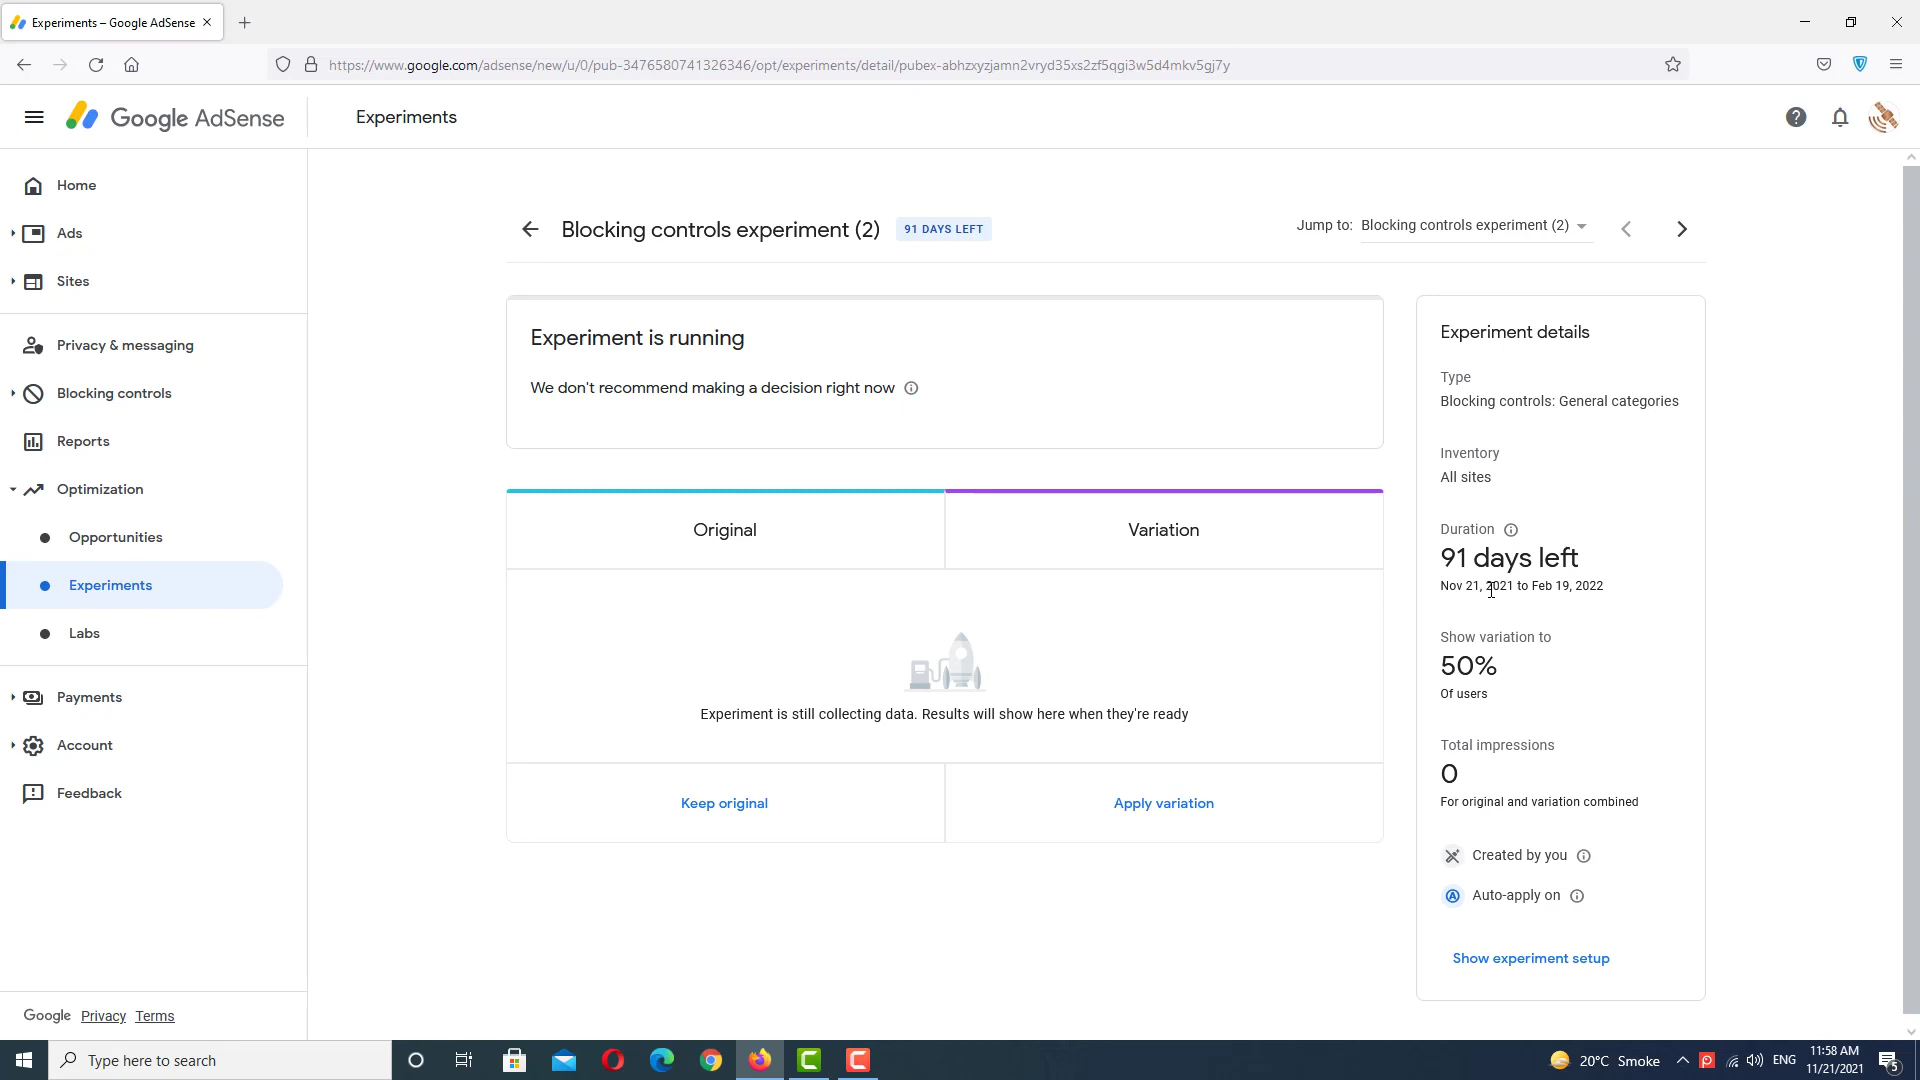 Experiments – Google AdSense
https://www.google.com/adsense/new/u/0/pub-3476580741326346/opt/experiments/detail/pubex-abhzxyzjamn2vryd35xs2zf5qgi3w5d4mkv5gj7y
Google AdSense
Experiments
Home
Ads
Sites
Privacy & messaging
Blocking controls
Reports
Optimization
Opportunities
Experiments
Labs
Payments
Account
Feedback
Google Privacy Terms
Blocking controls experiment (2) 91 DAYS LEFT
Jump to: Blocking controls experiment (2)
Experiment is running
We don't recommend making a decision right now
Original Variation
Experiment is still collecting data. Results will show here when they're ready
Keep original Apply variation
Experiment details
Type
Blocking controls: General categories
Inventory
All sites
Duration
91 days left
Nov 21, 2021 to Feb 19, 2022
Show variation to
50%
Of users
Total impressions
0
For original and variation combined
Created by you
Auto-apply on
Show experiment setup
Type here to search
20°C Smoke
ENG
11:58 AM
11/21/2021
5